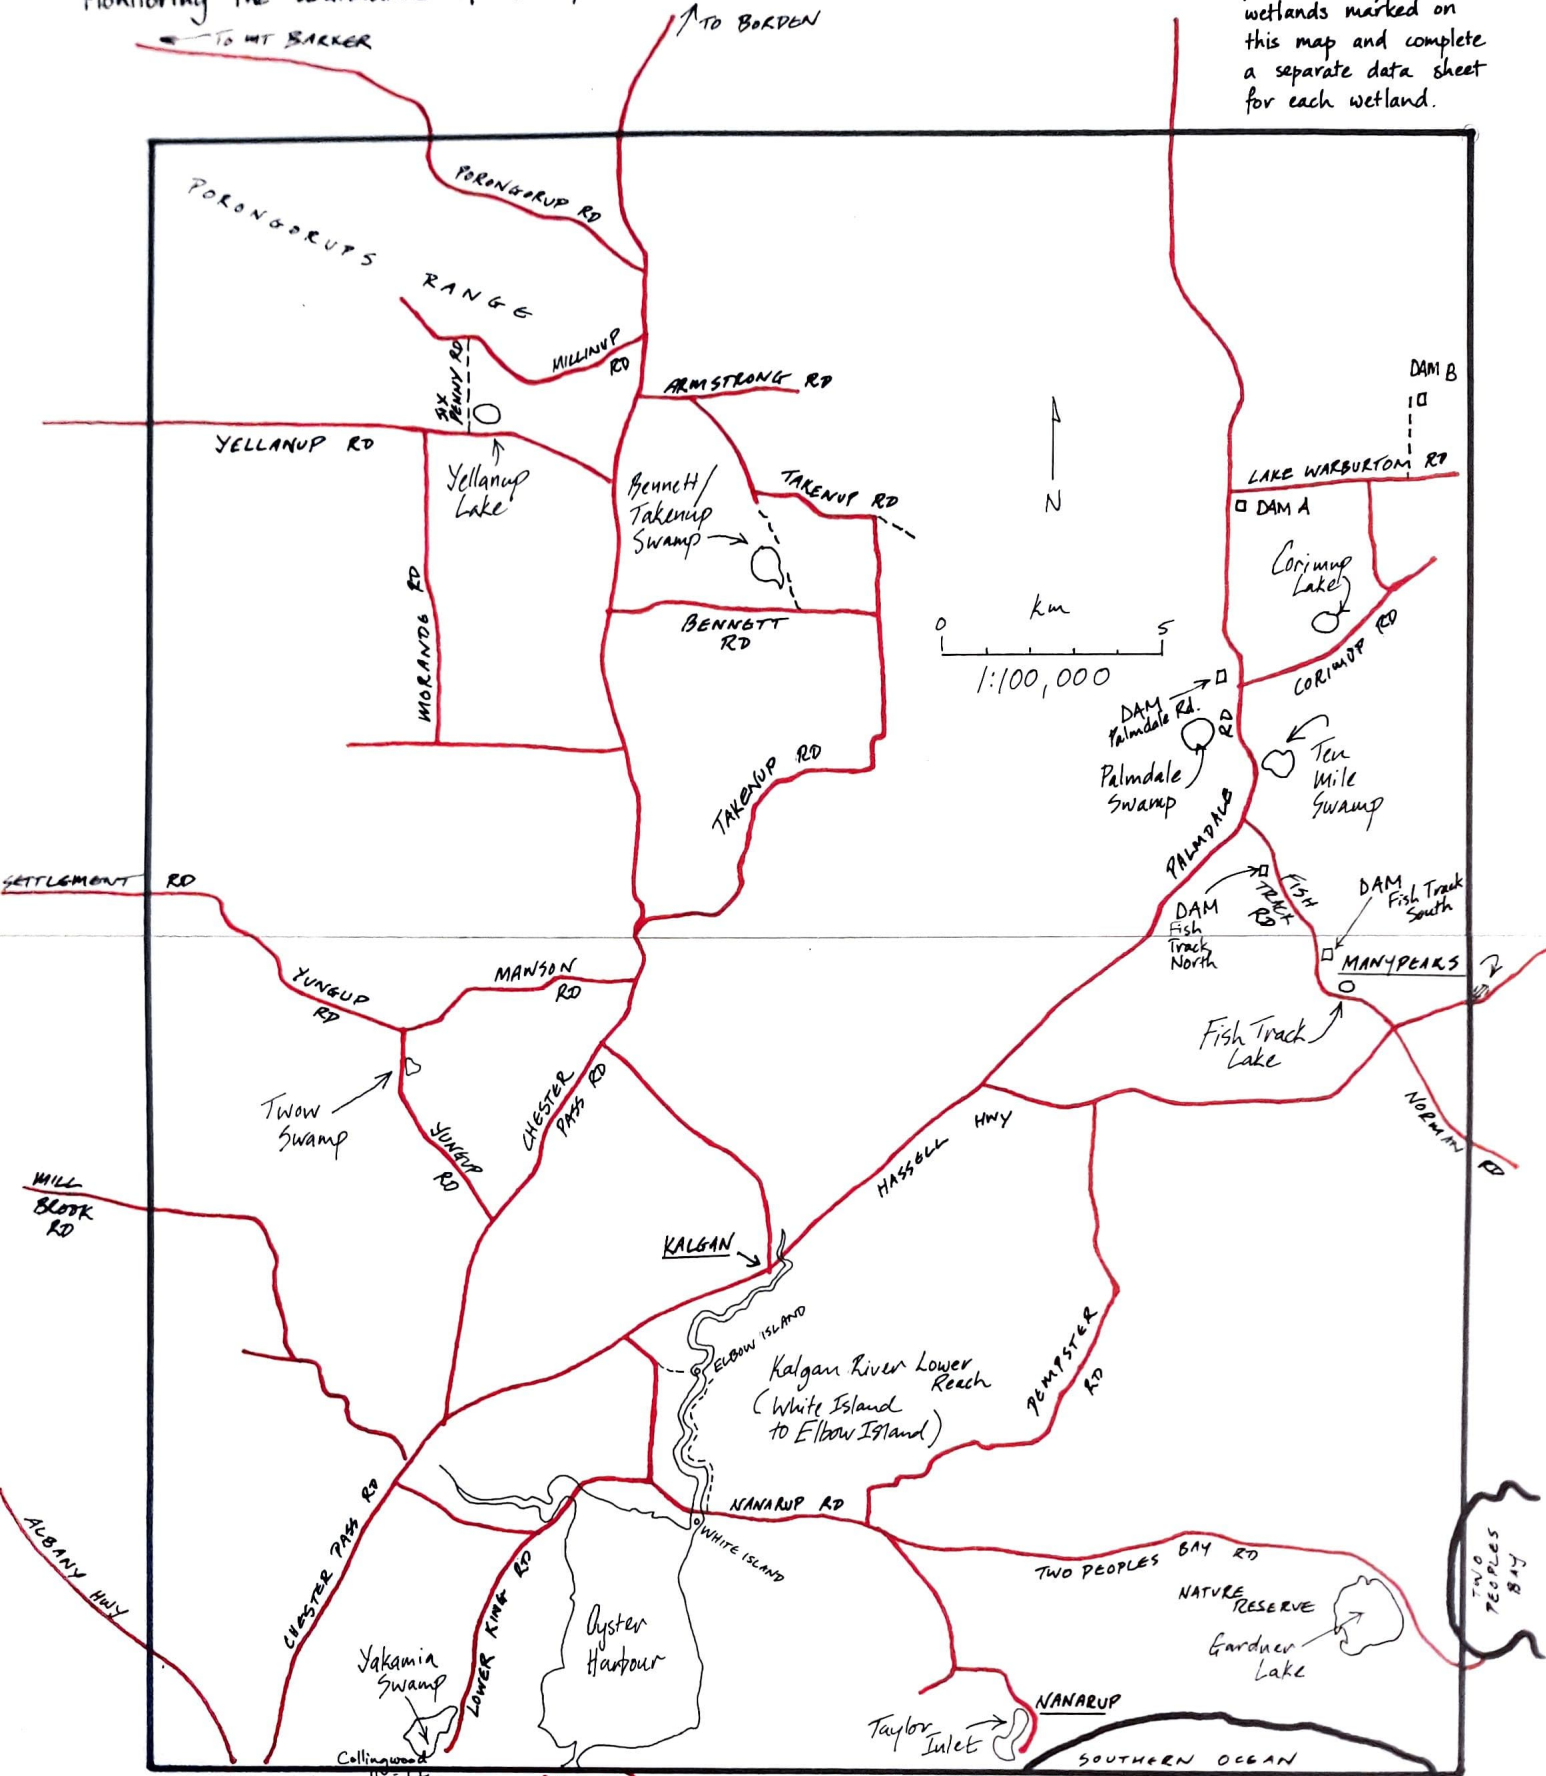 Monitoring the
TO MT BARKER
TO BORDEN
wetlands marked on
this map and complete
a separate data sheet
for each wetland.
PORONGORUP RD
PORONGORUPS
RANGE
MILLINUP
RD
SIX
PENNY RD
ARMSTRONG RD
DAM B
YELLANUP RD
Yellanup
Lake
Bennett/
Takenup
Swamp
TAKENUP RD
N
LAKE WARBURTON RD
DAM A
Corimup
Lake
MORANDE RD
BENNETT
RD
km
0 5
1:100,000
CORIMUP RD
DAM
Palmdale Rd.
Palmdale
Swamp
Ten
Mile
Swamp
TAKENUP RD
PALMDALE RD
SETTLEMENT RD
FISH
TRACK
RD
DAM
Fish
Track
North
DAM
Fish Track
South
MANYPEAKS
YUNGUP
RD
MANSON
RD
Fish Track
Lake
Twow
Swamp
CHESTER
PASS RD
YUNGUP
RD
HASSELL HWY
NORMAN RD
MILL
BROOK
RD
KALGAN
ELBOW ISLAND
Kalgan River Lower
Reach
(White Island
to Elbow Island)
DEMPSTER
RD
CHESTER PASS RD
NANARUP RD
WHITE ISLAND
ALBANY HWY
LOWER KING RD
TWO PEOPLES BAY RD
TWO
PEOPLES
BAY
NATURE
RESERVE
Gardner
Lake
Oyster
Harbour
Yakamia
Swamp
NANARUP
Taylor
Inlet
Collingwood
SOUTHERN OCEAN